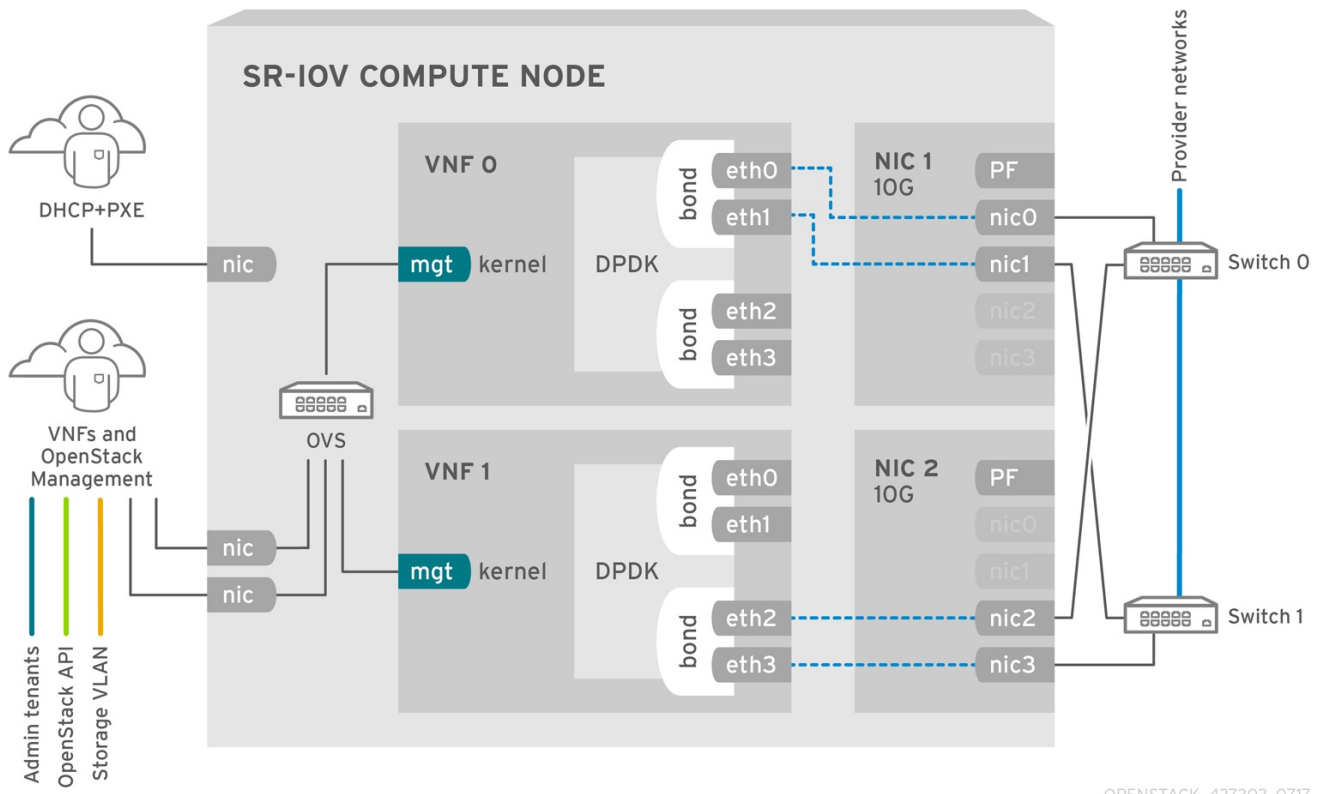 SR-IOV COMPUTE NODE
Provider networks
DHCP+PXE
nic
VNFs and
OpenStack
Management
Admin tenants
OpenStack API
Storage VLAN
nic
nic
OVS
VNF 0
mgt
kernel
DPDK
bond
eth0
eth1
bond
eth2
eth3
NIC 1
10G
PF
nic0
nic1
nic2
nic3
Switch 0
VNF 1
mgt
kernel
DPDK
bond
eth0
eth1
bond
eth2
eth3
NIC 2
10G
PF
nic0
nic1
nic2
nic3
Switch 1
OPENSTACK_427302_0717